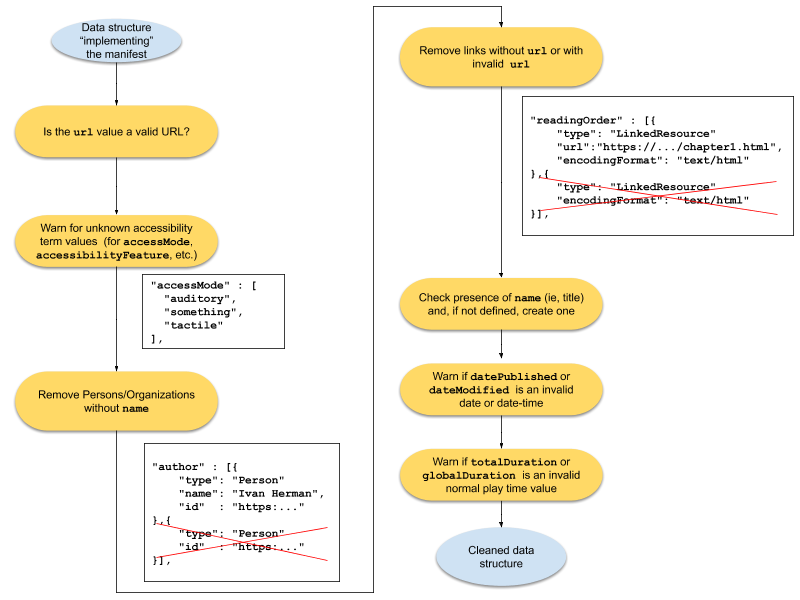 Data structure
“implementing”
the manifest
Is the url value a valid URL?
Warn for unknown accessibility
term values (for accessMode,
accessibilityFeature, etc.)
"accessMode" : [
"auditory",
"something",
"tactile"
],
Remove Persons/Organizations
without name
"author" : [{
"type": "Person"
"name": "Ivan Herman",
"id" : "https:..."
},{
"type": "Person"
"id" : "https:..."
}],
Remove links without url or with
invalid url
"readingOrder" : [{
"type": "LinkedResource"
"url":"https://.../chapter1.html",
"encodingFormat": "text/html"
},{
"type": "LinkedResource"
"encodingFormat": "text/html"
}],
Check presence of name (ie, title)
and, if not defined, create one
Warn if datePublished or
dateModified is an invalid
date or date-time
Warn if totalDuration or
globalDuration is an invalid
normal play time value
Cleaned data
structure